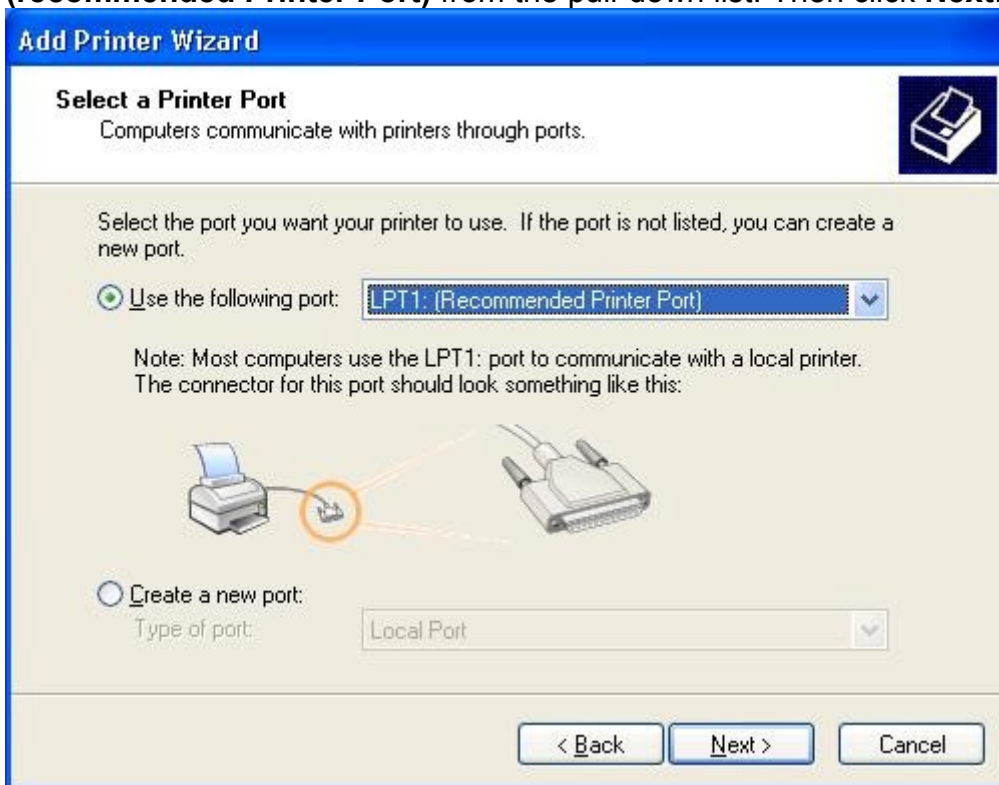 (recommended Printer Port) from the pull-down list. Then click Next.
Add Printer Wizard
Select a Printer Port
Computers communicate with printers through ports.
Select the port you want your printer to use. If the port is not listed, you can create a
new port.
Use the following port: LPT1: (Recommended Printer Port)
Note: Most computers use the LPT1: port to communicate with a local printer.
The connector for this port should look something like this:
Create a new port:
Type of port: Local Port
< Back Next > Cancel